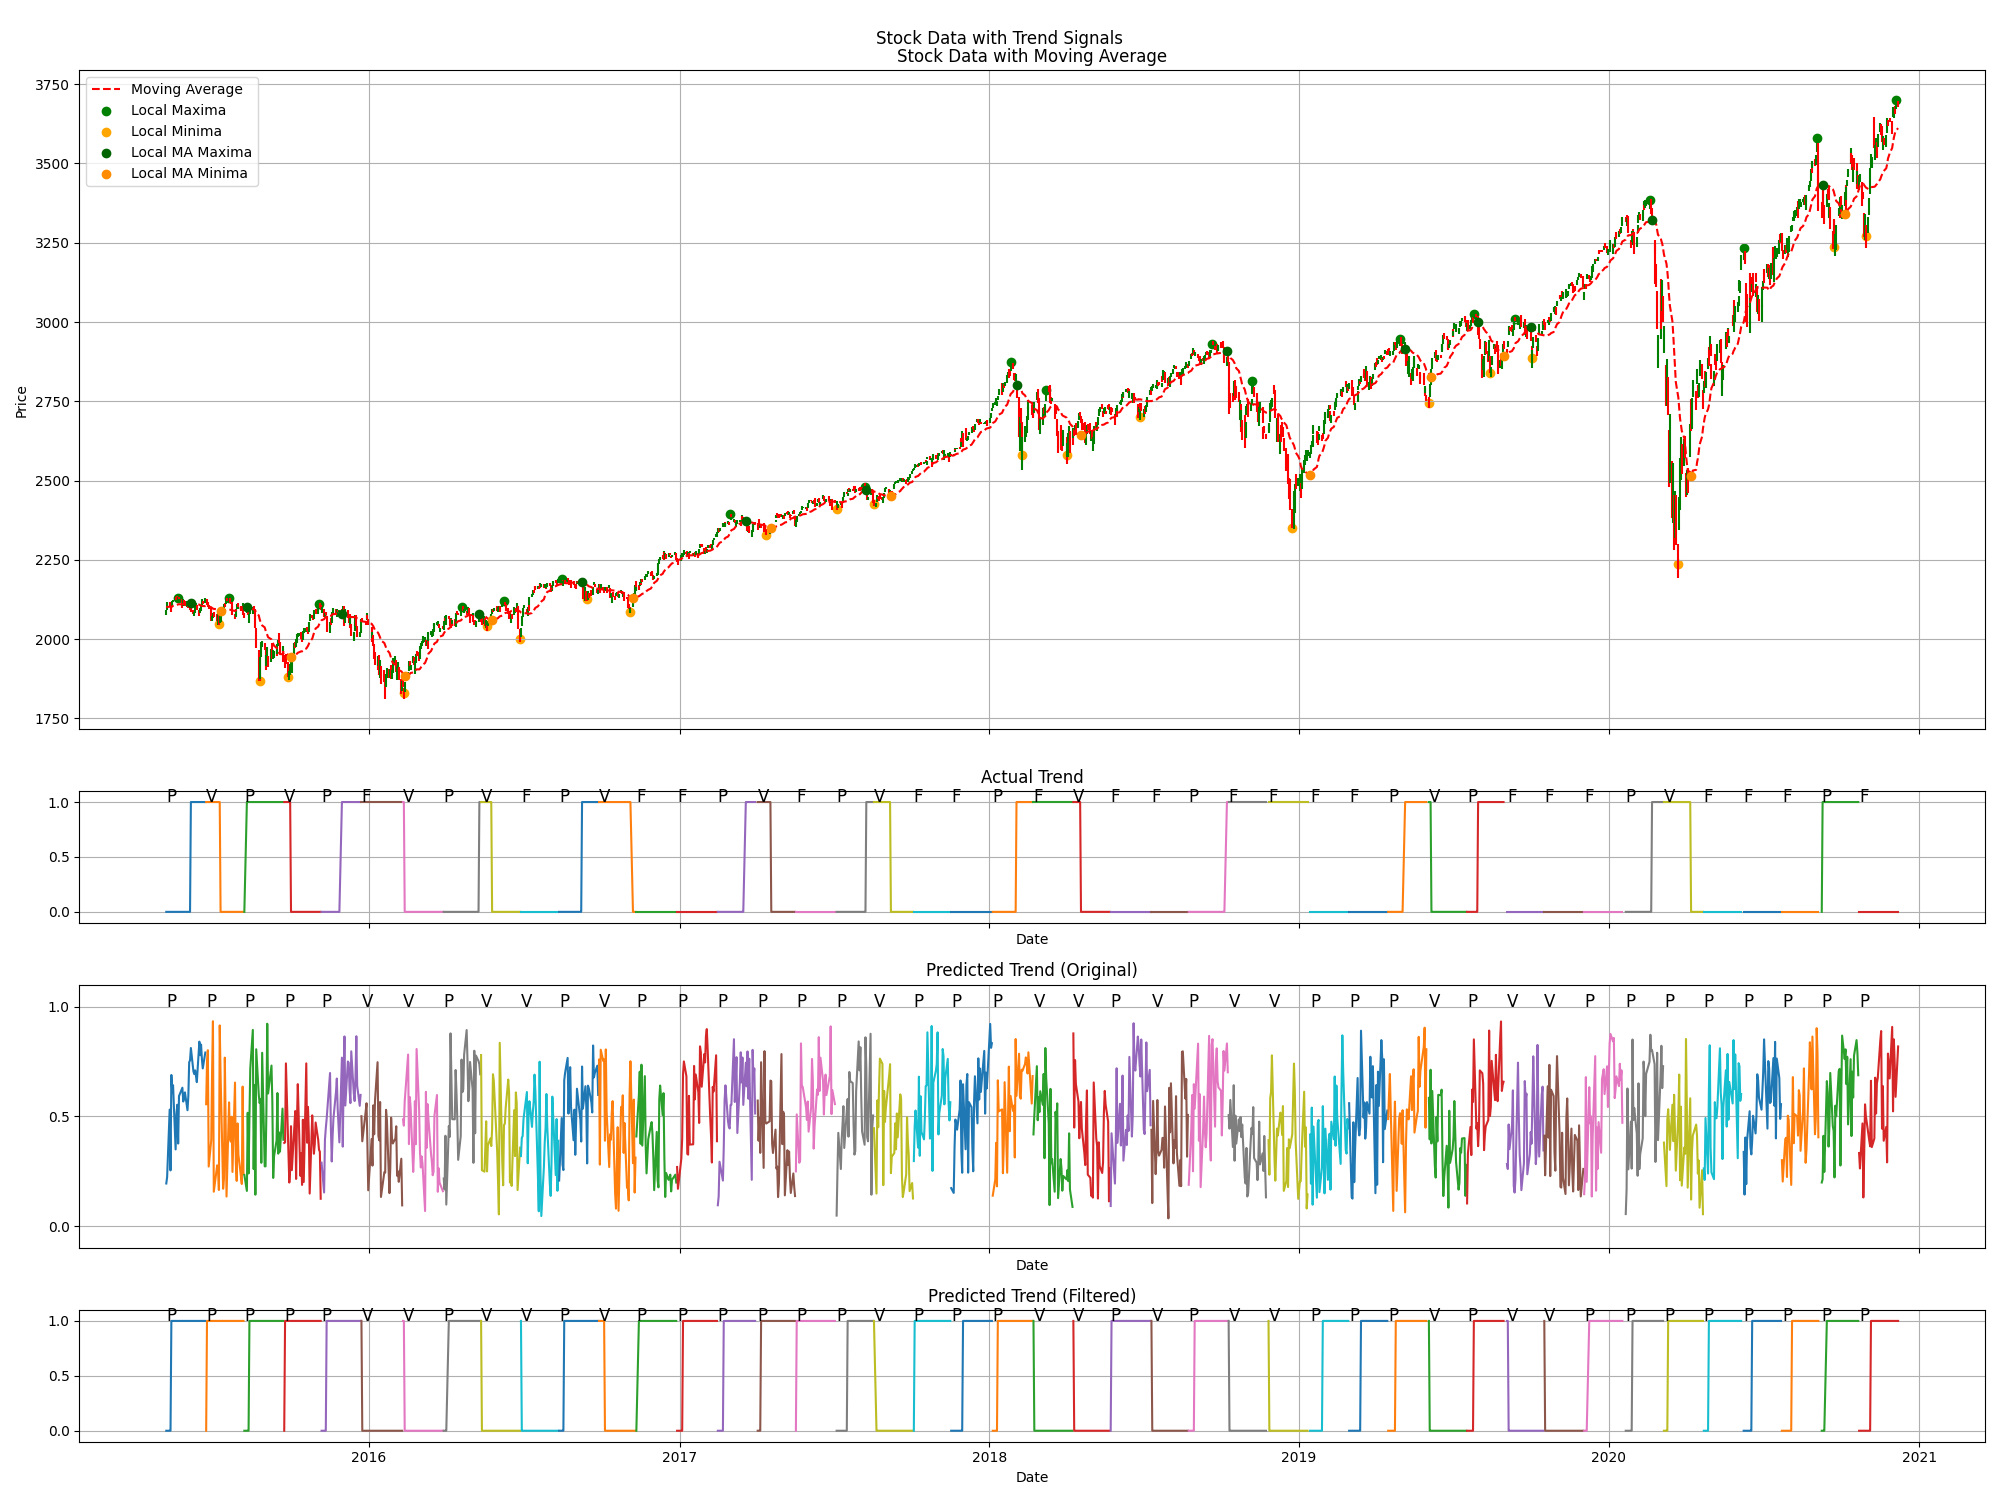 Stock Data with Trend Signals
Stock Data with Moving Average
Moving Average
Local Maxima
Local Minima
Local MA Maxima
Local MA Minima
3750
3500
3250
3000
2750
2500
2250
2000
1750
Price
Actual Trend
P V P V P F V P V F P V F F P V F P V F F P F V F F P F F F F P V P F F F P V F F F P F
1.0
0.5
0.0
Date
Predicted Trend (Original)
P P P P P V V P V V P V P P P P P P V P P P V V P V P V V P P P V P V V P P P P P P P P
1.0
0.5
0.0
Date
Predicted Trend (Filtered)
P P P P P V V P V V P V P P P P P P V P P P V V P V P V V P P P V P V V P P P P P P P P
1.0
0.5
0.0
2016 2017 2018 2019 2020 2021
Date